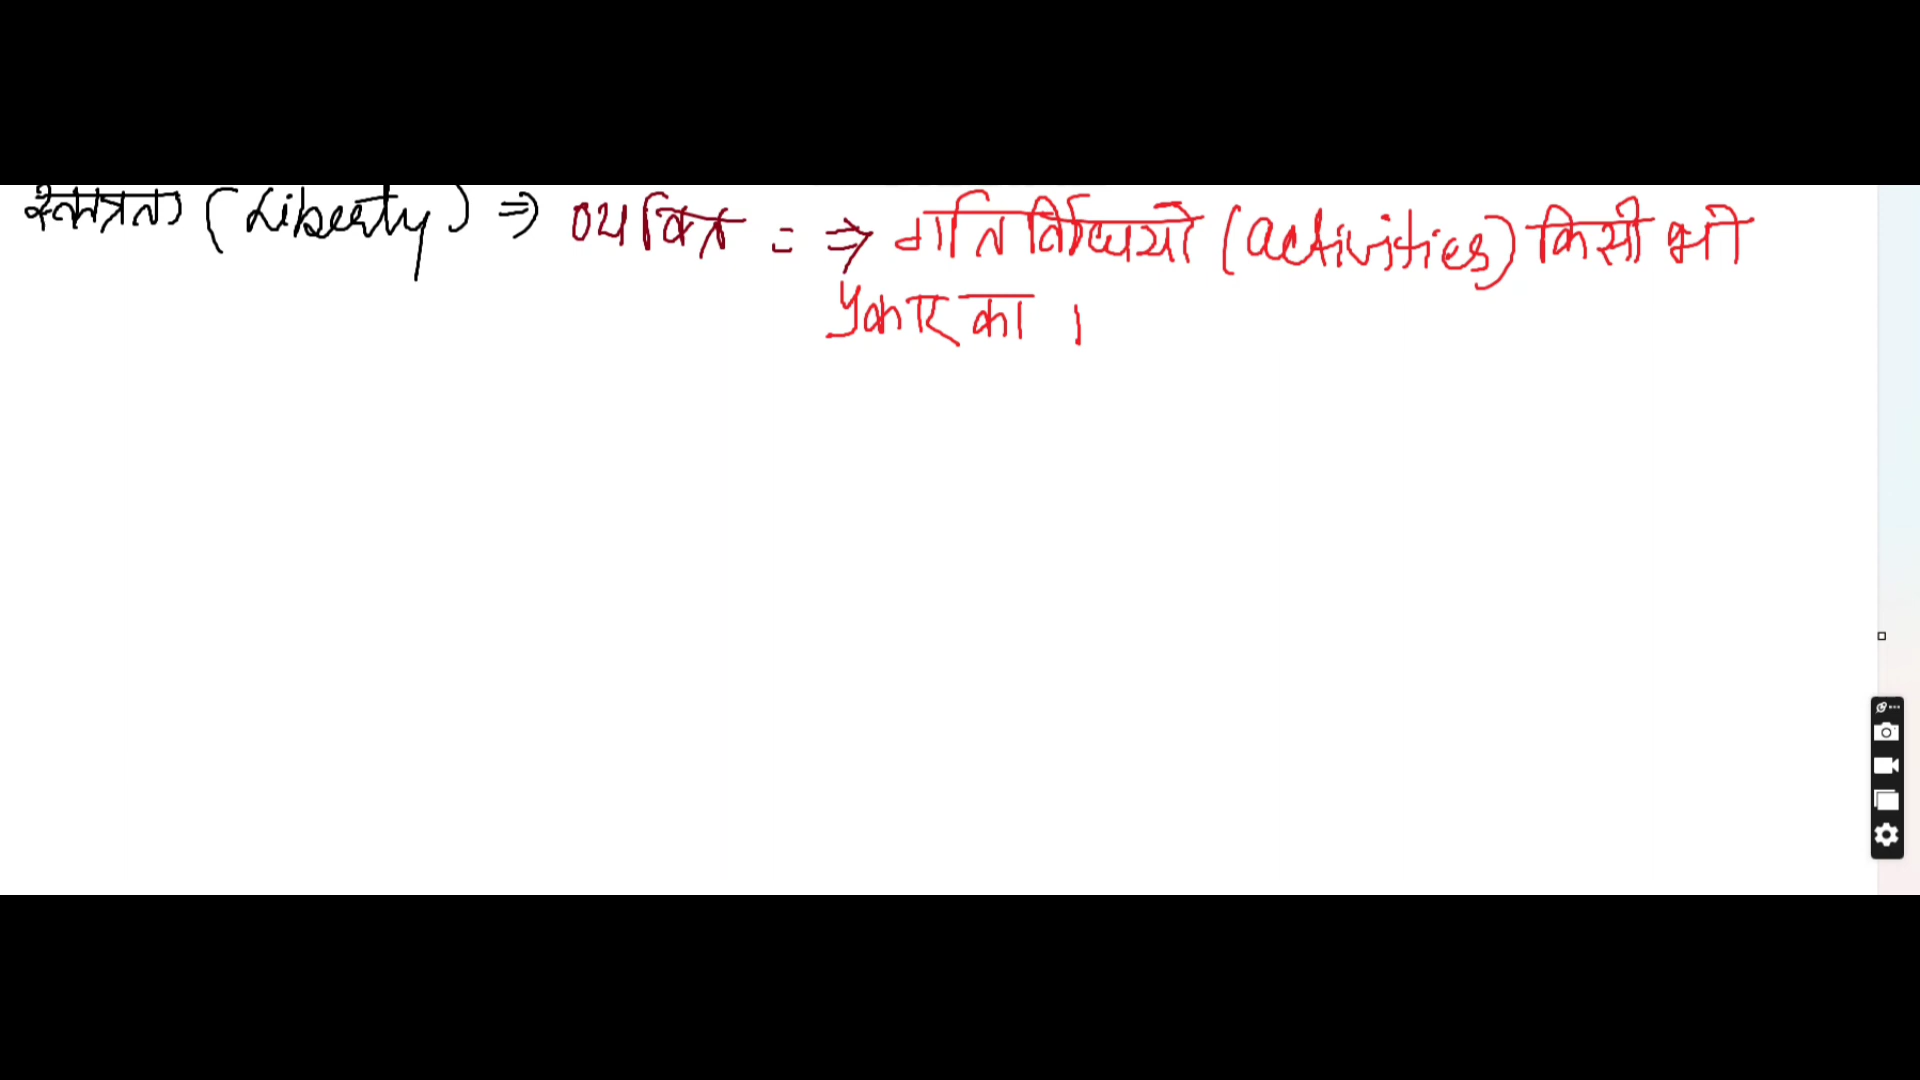 स्वतंत्रता (Liberty) ⇒ व्यक्ति = ⇒ गतिविधियों (activities) किसी भी
प्रकार का ।